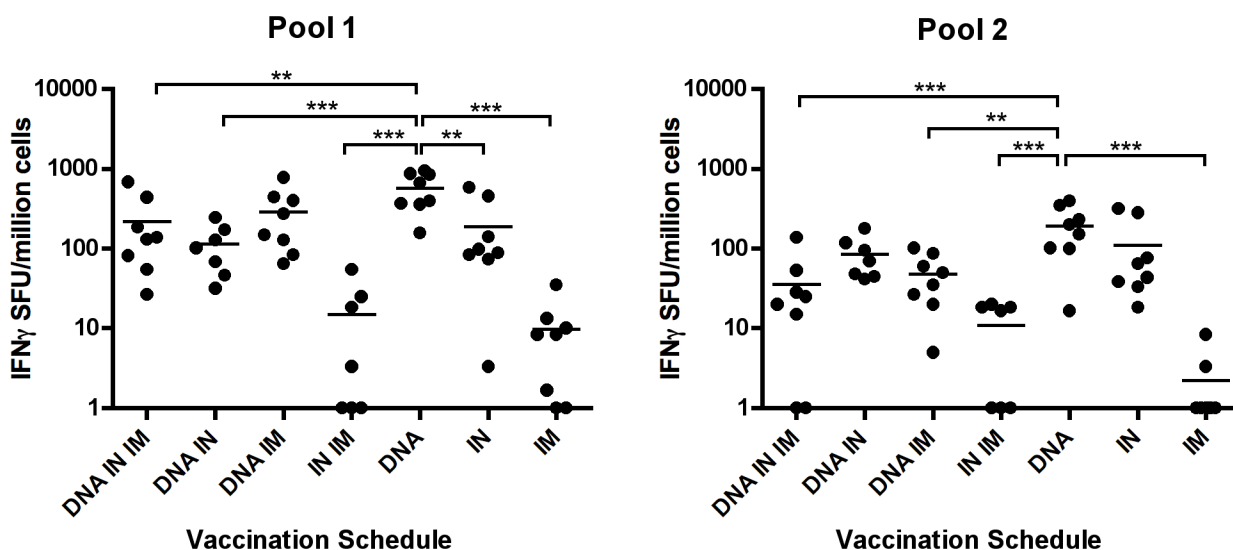 Pool 1
IFNγ SFU/million cells
10000
1000
100
10
1
**
***
***
***
**
DNA IN IM
DNA IN
DNA IM
IN IM
DNA
IN
IM
Vaccination Schedule
Pool 2
IFNγ SFU/million cells
10000
1000
100
10
1
***
**
***
***
DNA IN IM
DNA IN
DNA IM
IN IM
DNA
IN
IM
Vaccination Schedule